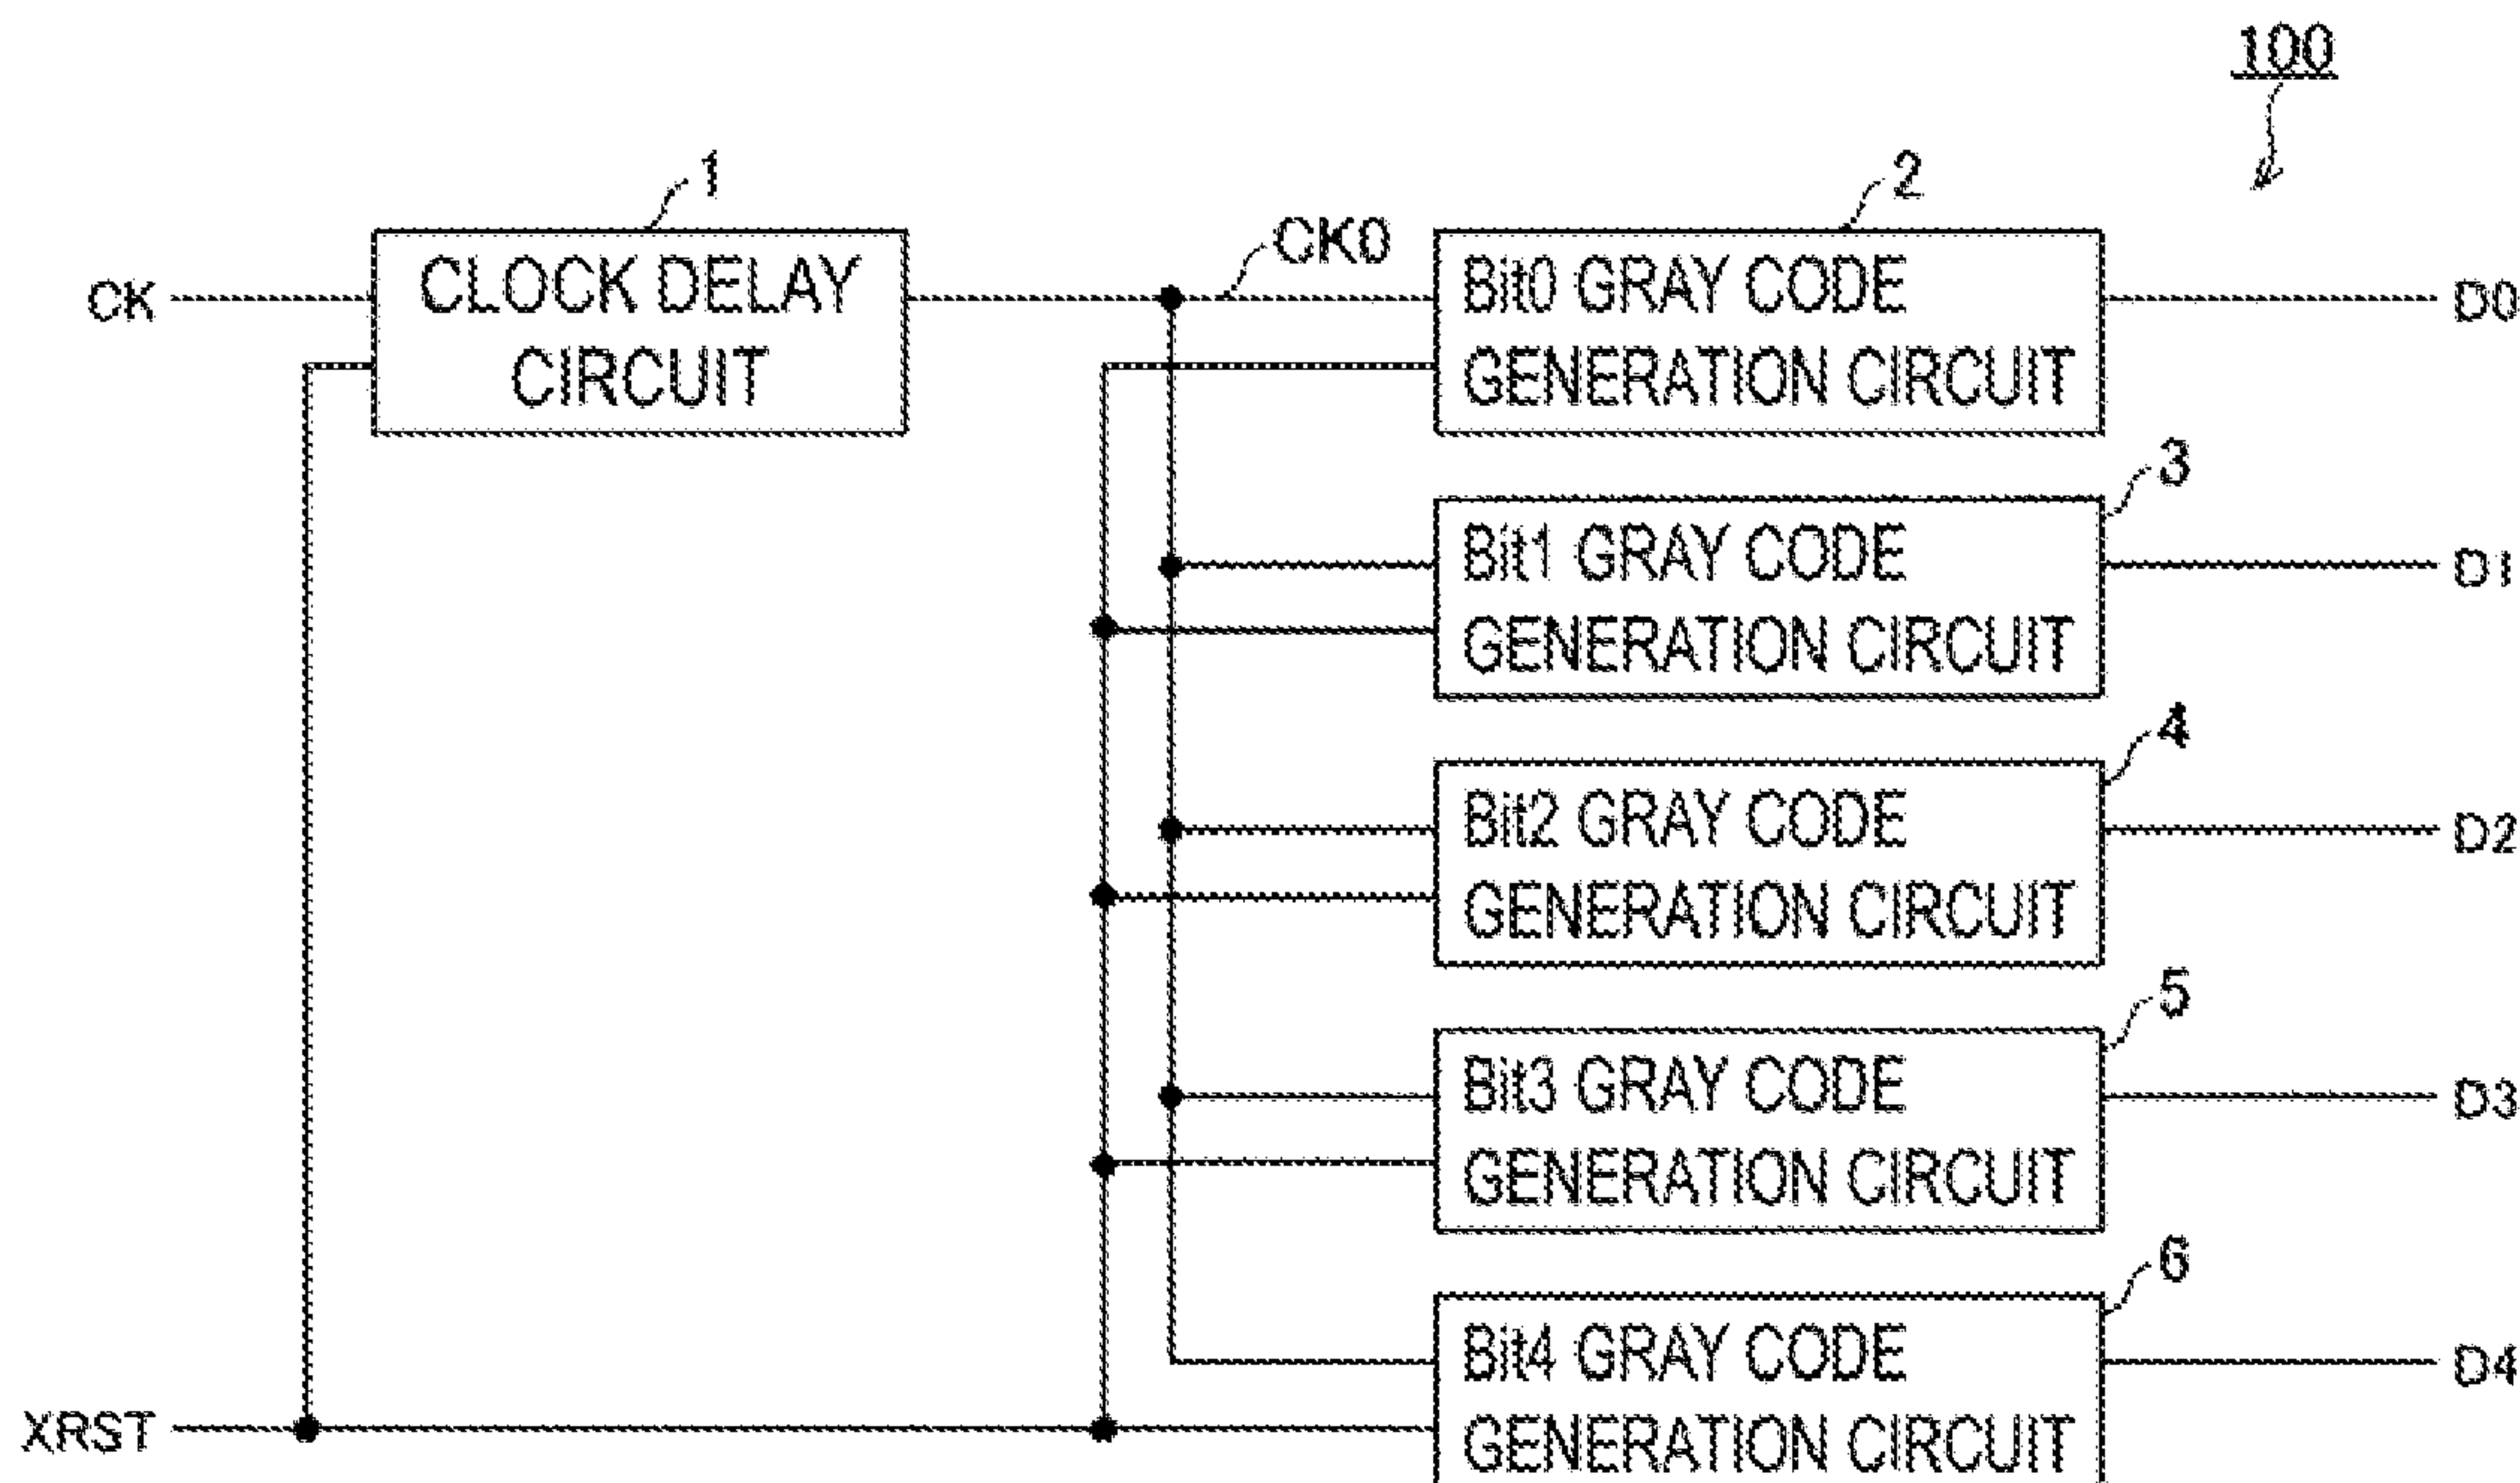 100
1
2
CK
CLOCK DELAY
CIRCUIT
CK0
Bit0 GRAY CODE
GENERATION CIRCUIT
D0
3
Bit1 GRAY CODE
GENERATION CIRCUIT
D1
4
Bit2 GRAY CODE
GENERATION CIRCUIT
D2
5
Bit3 GRAY CODE
GENERATION CIRCUIT
D3
6
Bit4 GRAY CODE
GENERATION CIRCUIT
D4
XRST